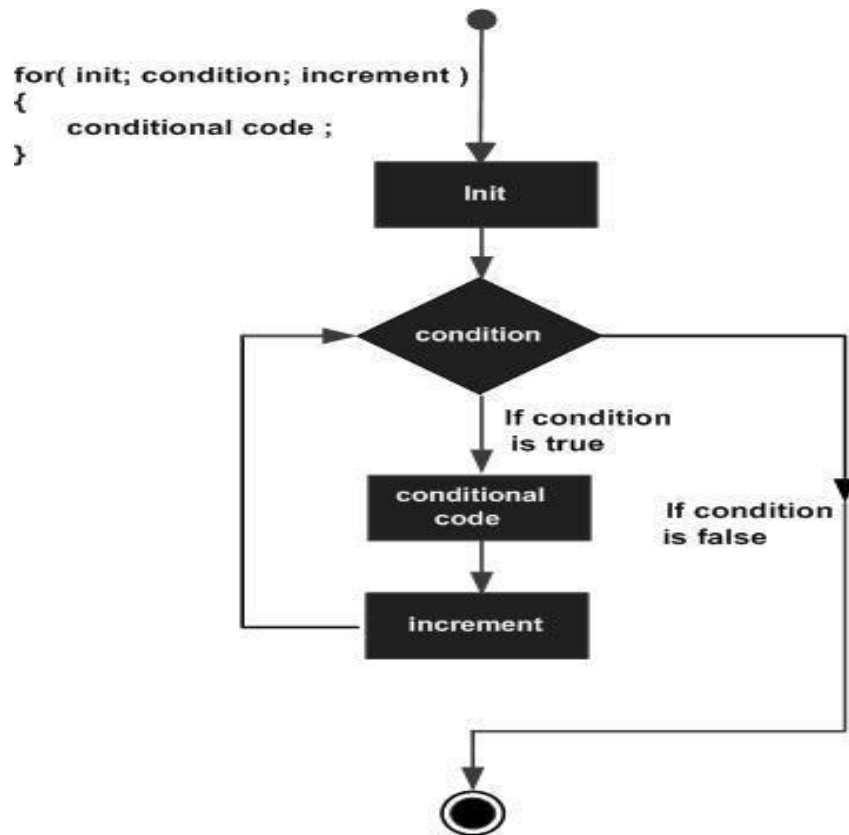 for( init; condition; increment )
{
conditional code ;
}
Init
condition
If condition
is true
conditional
code
If condition
is false
increment